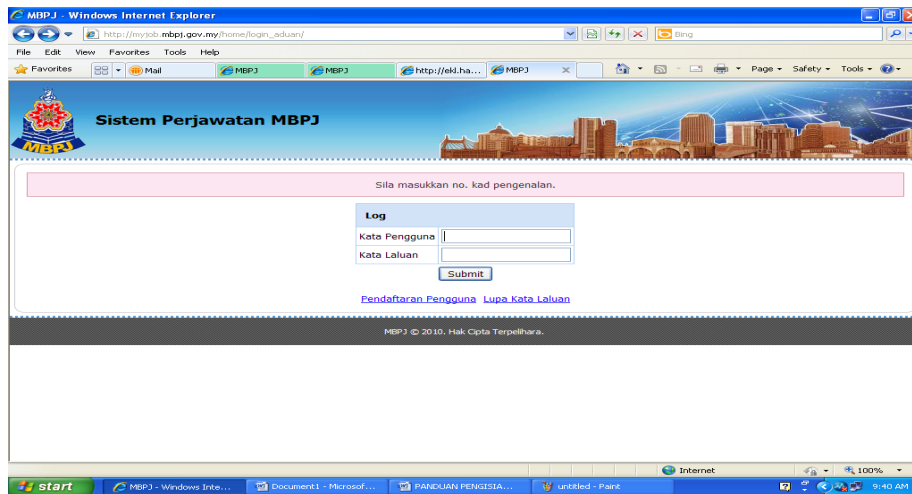 MBPJ - Windows Internet Explorer
http://myjob.mbpj.gov.my/home/login_aduan/
Bing
File Edit View Favorites Tools Help
Favorites Mail MBPJ MBPJ http://ekl.ha... MBPJ Page Safety Tools
Sistem Perjawatan MBPJ
MBPJ
Sila masukkan no. kad pengenalan.
Log
Kata Pengguna
Kata Laluan
Submit
Pendaftaran Pengguna Lupa Kata Laluan
MBPJ © 2010. Hak Cipta Terpelihara.
Internet 100%
start MBPJ - Windows Inte... Document1 - Microsof... PANDUAN PENGISIA... untitled - Paint 9:40 AM